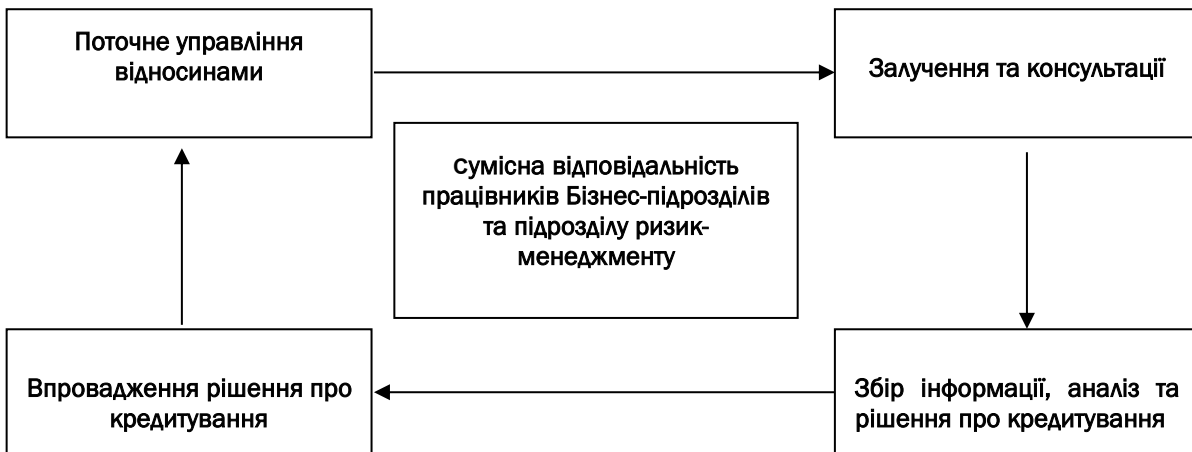 Поточне управління
відносинами
Залучення та консультації
Сумісна відповідальність
працівників Бізнес-підрозділів
та підрозділу ризик-
менеджменту
Впровадження рішення про
кредитування
Збір інформації, аналіз та
рішення про кредитування